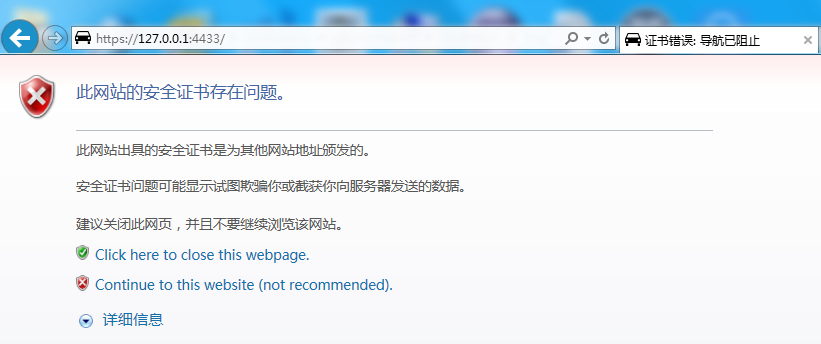 https://127.0.0.1:4433/
证书错误: 导航已阻止
此网站的安全证书存在问题。
此网站出具的安全证书是为其他网站地址颁发的。
安全证书问题可能显示试图欺骗你或截获你向服务器发送的数据。
建议关闭此网页，并且不要继续浏览该网站。
Click here to close this webpage.
Continue to this website (not recommended).
详细信息